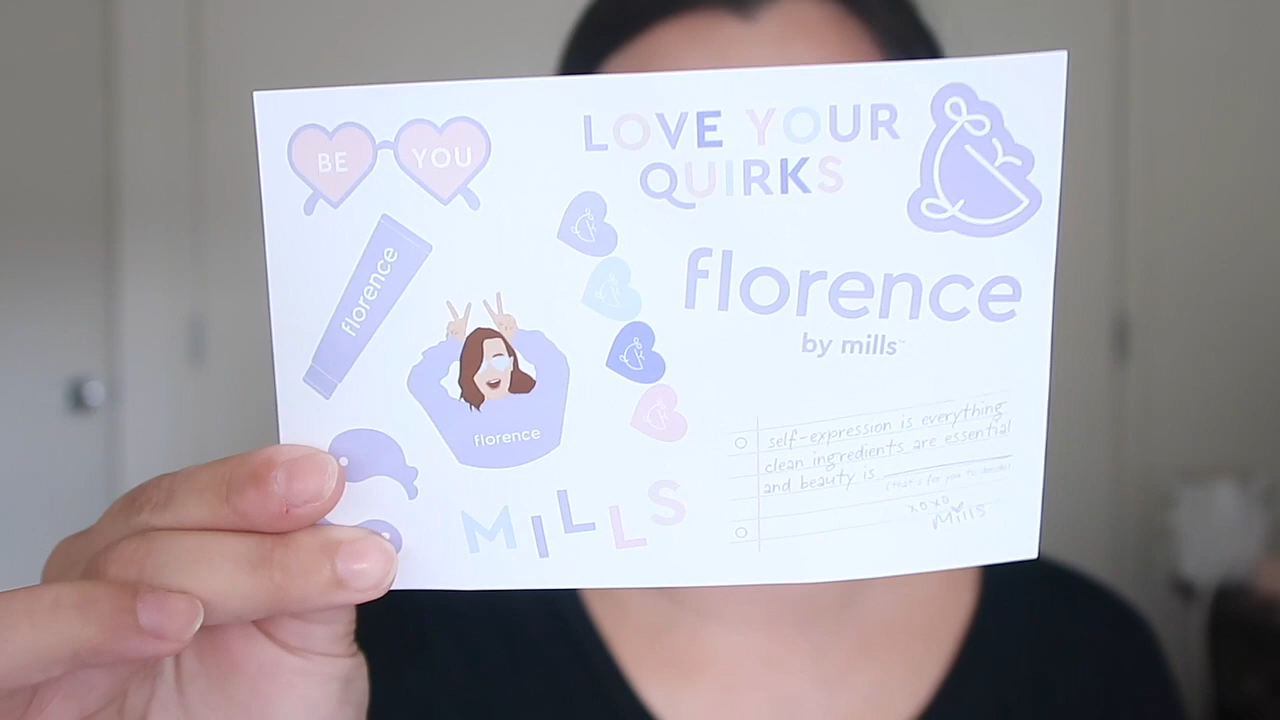 BE YOU
LOVE YOUR
QUIRKS
florence
florence
by mills™
florence
MILLS
self-expression is everything
clean ingredients are essential
and beauty is
(that's for you to decide)
xoxo
Mills